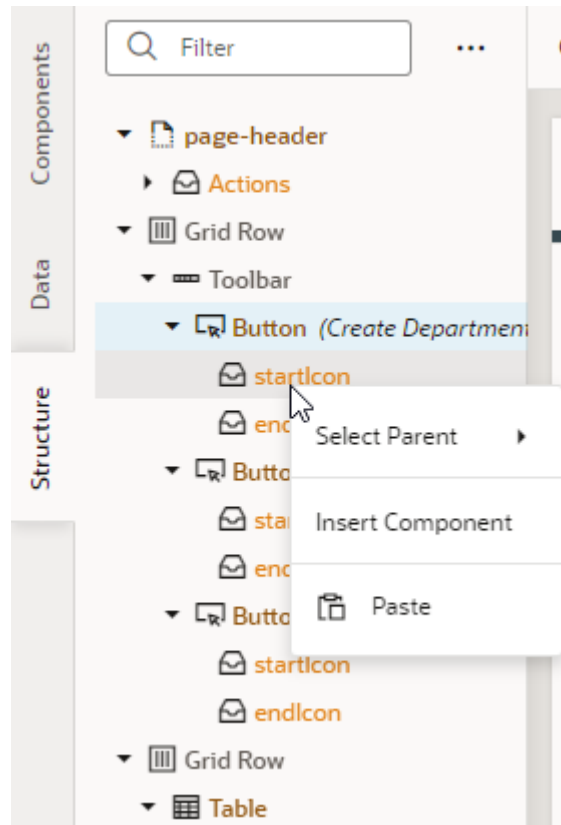 Components
Data
Structure
Filter
page-header
Actions
Grid Row
Toolbar
Button (Create Department
startIcon
Select Parent
Insert Component
Paste
startIcon
endIcon
Grid Row
Table